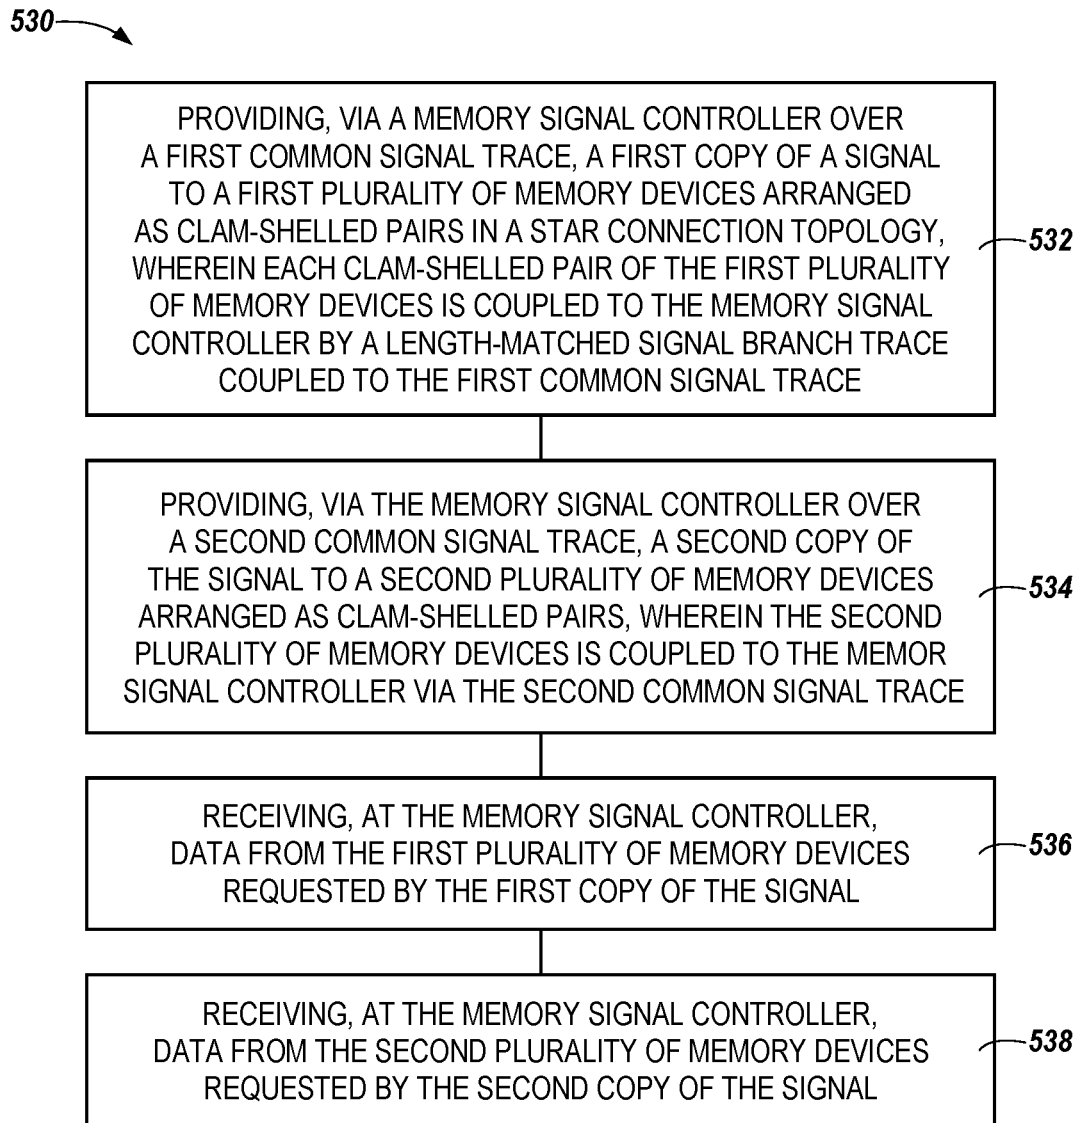 530
PROVIDING, VIA A MEMORY SIGNAL CONTROLLER OVER
A FIRST COMMON SIGNAL TRACE, A FIRST COPY OF A SIGNAL
TO A FIRST PLURALITY OF MEMORY DEVICES ARRANGED
AS CLAM-SHELLED PAIRS IN A STAR CONNECTION TOPOLOGY,
WHEREIN EACH CLAM-SHELLED PAIR OF THE FIRST PLURALITY
OF MEMORY DEVICES IS COUPLED TO THE MEMORY SIGNAL
CONTROLLER BY A LENGTH-MATCHED SIGNAL BRANCH TRACE
COUPLED TO THE FIRST COMMON SIGNAL TRACE
532
PROVIDING, VIA THE MEMORY SIGNAL CONTROLLER OVER
A SECOND COMMON SIGNAL TRACE, A SECOND COPY OF
THE SIGNAL TO A SECOND PLURALITY OF MEMORY DEVICES
ARRANGED AS CLAM-SHELLED PAIRS, WHEREIN THE SECOND
PLURALITY OF MEMORY DEVICES IS COUPLED TO THE MEMOR
SIGNAL CONTROLLER VIA THE SECOND COMMON SIGNAL TRACE
534
RECEIVING, AT THE MEMORY SIGNAL CONTROLLER,
DATA FROM THE FIRST PLURALITY OF MEMORY DEVICES
REQUESTED BY THE FIRST COPY OF THE SIGNAL
536
RECEIVING, AT THE MEMORY SIGNAL CONTROLLER,
DATA FROM THE SECOND PLURALITY OF MEMORY DEVICES
REQUESTED BY THE SECOND COPY OF THE SIGNAL
538